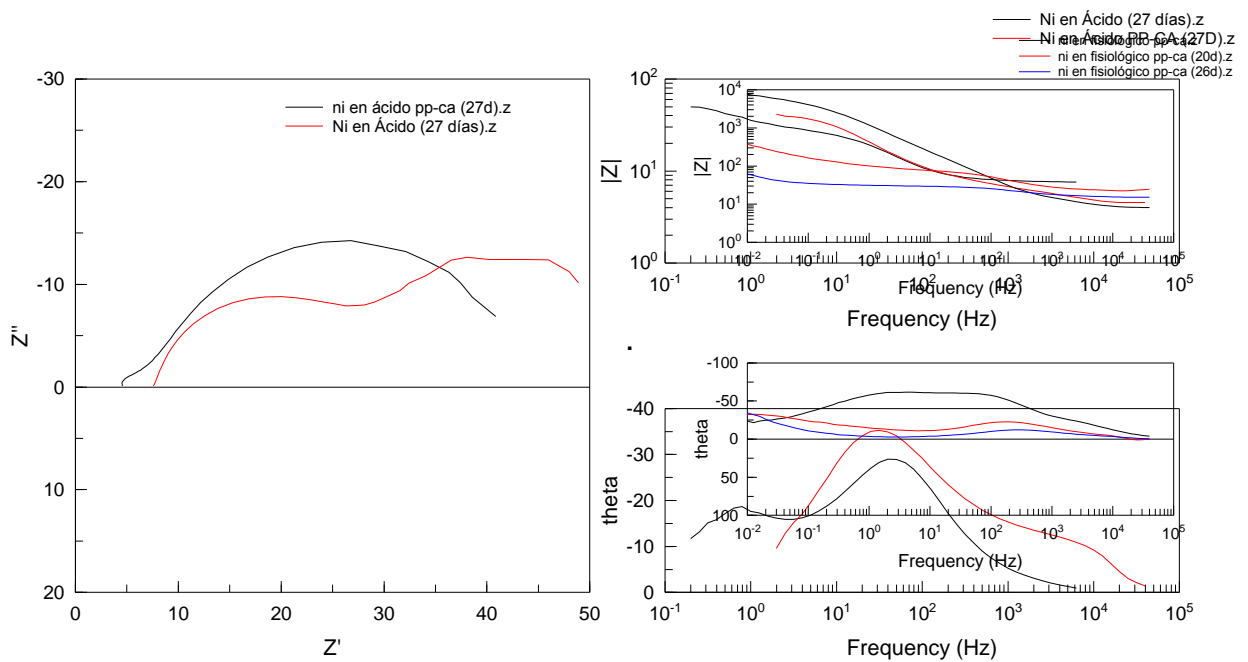 Ni en Ácido (27 días).z
Ni en Ácido PP-CA (27D).z
ni en fisiológico pp-ca.z
ni en fisiológico pp-ca (20d).z
ni en fisiológico pp-ca (26d).z
ni en ácido pp-ca (27d).z
Ni en Ácido (27 días).z
-30
-20
-10
0
10
20
Z''
0 10 20 30 40 50
Z'
10^2
10^1
10^0
|Z|
10^-1 10^0 10^1 10^2 10^3 10^4 10^5
Frequency (Hz)
10^4
10^3
10^2
10^1
10^0
|Z|
10^-2 10^-1 10^0 10^1 10^2 10^3 10^4 10^5
Frequency (Hz)
-40
-30
-20
-10
0
theta
10^-1 10^0 10^1 10^2 10^3 10^4 10^5
Frequency (Hz)
-100
-50
0
50
100
theta
10^-2 10^-1 10^0 10^1 10^2 10^3 10^4 10^5
Frequency (Hz)